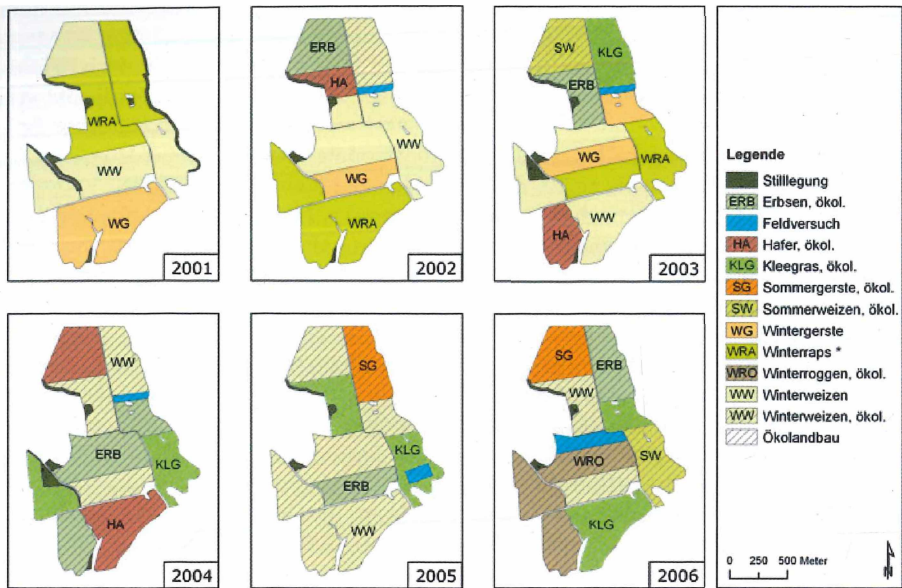 WRA
WW
WG
2001
ERB
HA
WW
WG
WRA
2002
SW
KLG
ERB
WG
WRA
WW
HA
2003
WW
ERB
KLG
HA
2004
SG
KLG
ERB
WW
2005
SG
ERB
WW
WRO
SW
KLG
2006
Legende
Stilllegung
ERB Erbsen, ökol.
Feldversuch
HA Hafer, ökol.
KLG Kleegras, ökol.
SG Sommergerste, ökol.
SW Sommerweizen, ökol.
WG Wintergerste
WRA Winterraps *
WRO Winterroggen, ökol.
WW Winterweizen
WW Winterweizen, ökol.
Ökolandbau
0 250 500 Meter
N